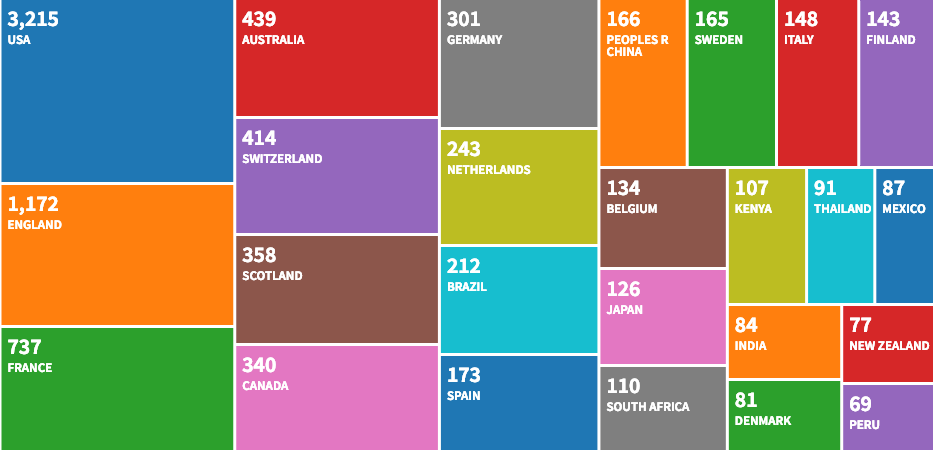 3,215
USA
1,172
ENGLAND
737
FRANCE
439
AUSTRALIA
414
SWITZERLAND
358
SCOTLAND
340
CANADA
301
GERMANY
243
NETHERLANDS
212
BRAZIL
173
SPAIN
166
PEOPLES R
CHINA
165
SWEDEN
148
ITALY
143
FINLAND
134
BELGIUM
126
JAPAN
110
SOUTH AFRICA
107
KENYA
91
THAILAND
87
MEXICO
84
INDIA
81
DENMARK
77
NEW ZEALAND
69
PERU